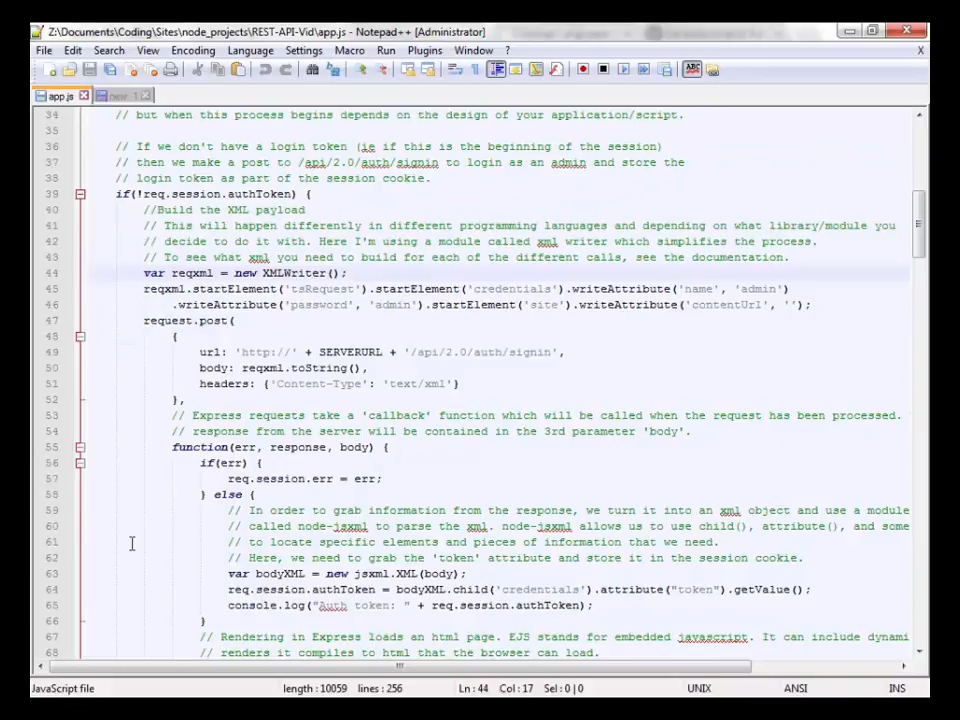 Z:\Documents\Coding\Sites\node_projects\REST-API-Vid\app.js - Notepad++ [Administrator]
File Edit Search View Encoding Language Settings Macro Run Plugins Window ? X
app.js new 1
34 // but when this process begins depends on the design of your application/script.
35
36 // If we don't have a login token (ie if this is the beginning of the session)
37 // then we make a post to /api/2.0/auth/signin to login as an admin and store the
38 // login token as part of the session cookie.
39 if(!req.session.authToken) {
40 //Build the XML payload
41 // This will happen differently in different programming languages and depending on what library/module you
42 // decide to do it with. Here I'm using a module called xml writer which simplifies the process.
43 // To see what xml you need to build for each of the different calls, see the documentation.
44 var reqxml = new XMLWriter();
45 reqxml.startElement('tsRequest').startElement('credentials').writeAttribute('name', 'admin')
46 .writeAttribute('password', 'admin').startElement('site').writeAttribute('contentUrl', '');
47 request.post(
48 {
49 url: 'http://' + SERVERURL + '/api/2.0/auth/signin',
50 body: reqxml.toString(),
51 headers: {'Content-Type': 'text/xml'}
52 },
53 // Express requests take a 'callback' function which will be called when the request has been processed.
54 // response from the server will be contained in the 3rd parameter 'body'.
55 function(err, response, body) {
56 if(err) {
57 req.session.err = err;
58 } else {
59 // In order to grab information from the response, we turn it into an xml object and use a module
60 // called node-jsxml to parse the xml. node-jsxml allows us to use child(), attribute(), and some
61 // to locate specific elements and pieces of information that we need.
62 // Here, we need to grab the 'token' attribute and store it in the session cookie.
63 var bodyXML = new jsxml.XML(body);
64 req.session.authToken = bodyXML.child('credentials').attribute("token").getValue();
65 console.log("Auth token: " + req.session.authToken);
66 }
67 // Rendering in Express loads an html page. EJS stands for embedded javascript. It can include dynami
68 // renders it compiles to html that the browser can load.
JavaScript file length : 10059 lines : 256 Ln : 44 Col : 17 Sel : 0 | 0 UNIX ANSI INS